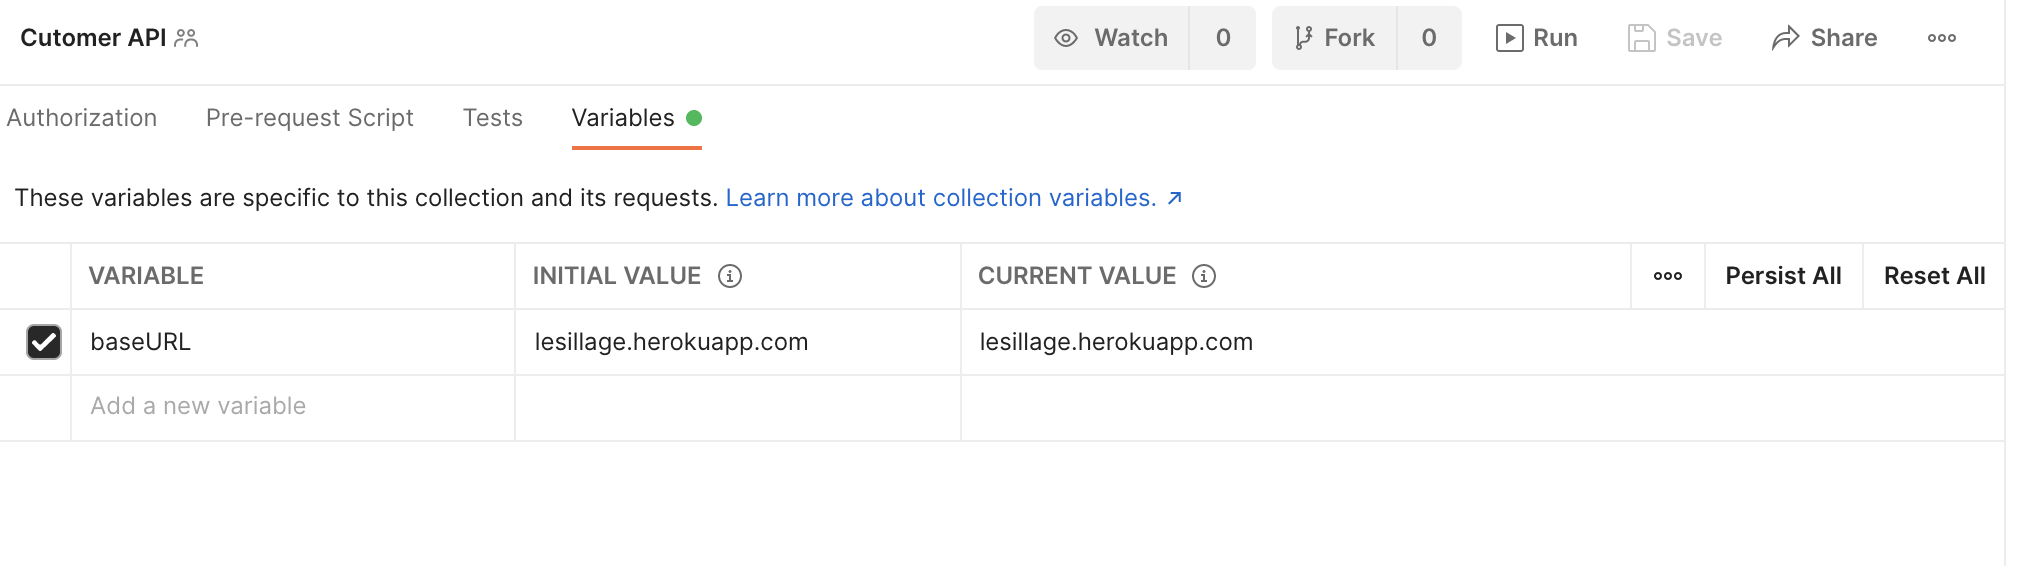 Cutomer API Watch 0 Fork 0 Run Save Share
Authorization Pre-request Script Tests Variables
These variables are specific to this collection and its requests. Learn more about collection variables. ↗
VARIABLE INITIAL VALUE CURRENT VALUE Persist All Reset All
baseURL lesillage.herokuapp.com lesillage.herokuapp.com
Add a new variable